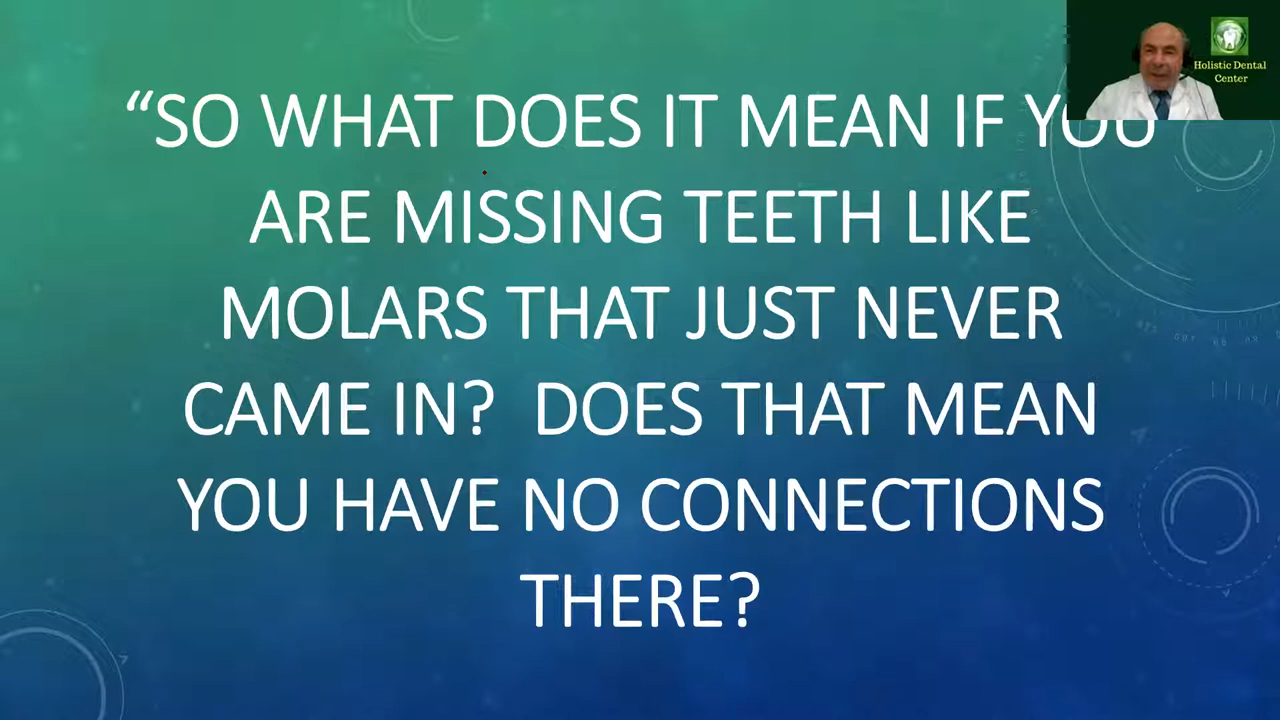 Holistic Dental
Center
“SO WHAT DOES IT MEAN IF YOU
ARE MISSING TEETH LIKE
MOLARS THAT JUST NEVER
CAME IN?  DOES THAT MEAN
YOU HAVE NO CONNECTIONS
THERE?